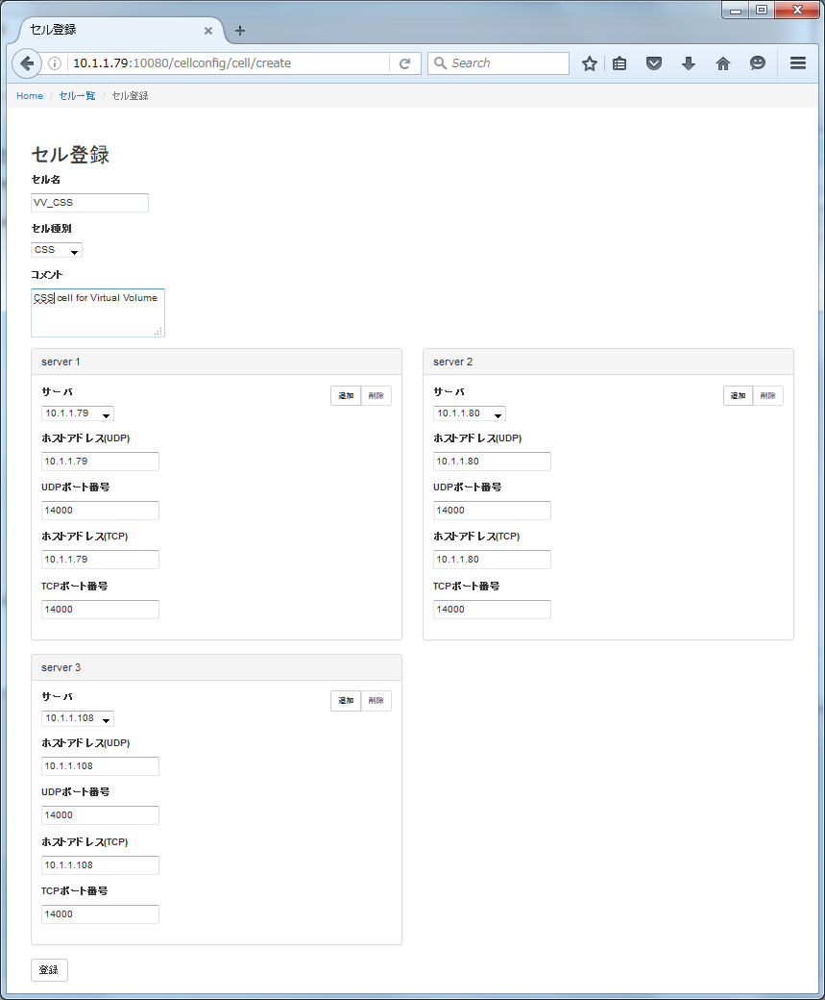 セル登録
10.1.1.79:10080/cellconfig/cell/create
Search
Home / セル一覧 / セル登録
セル登録
セル名
VV_CSS
セル種別
CSS
コメント
CSS cell for Virtual Volume
server 1
サーバ
追加 削除
10.1.1.79
ホストアドレス(UDP)
10.1.1.79
UDPポート番号
14000
ホストアドレス(TCP)
10.1.1.79
TCPポート番号
14000
server 2
サーバ
追加 削除
10.1.1.80
ホストアドレス(UDP)
10.1.1.80
UDPポート番号
14000
ホストアドレス(TCP)
10.1.1.80
TCPポート番号
14000
server 3
サーバ
追加 削除
10.1.1.108
ホストアドレス(UDP)
10.1.1.108
UDPポート番号
14000
ホストアドレス(TCP)
10.1.1.108
TCPポート番号
14000
登録